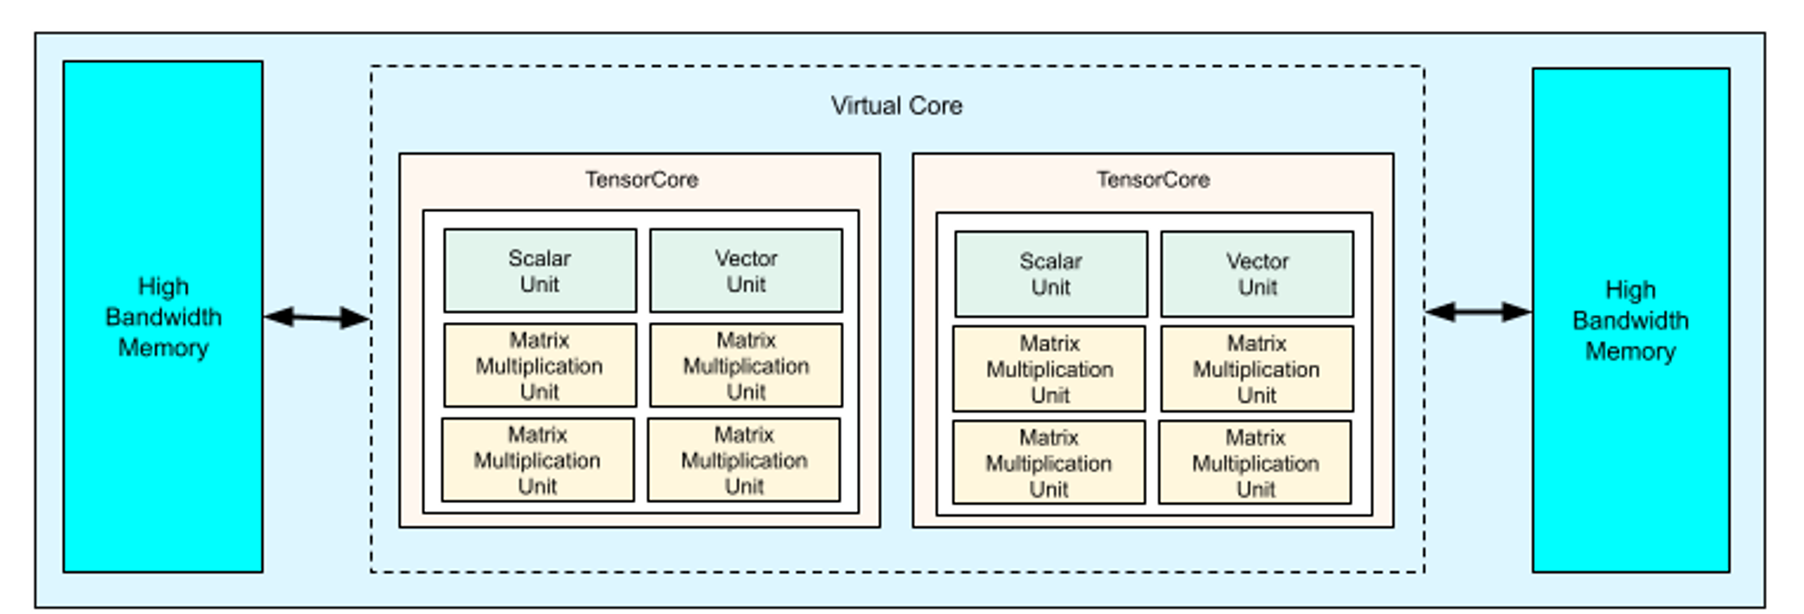 High
Bandwidth
Memory
Virtual Core
TensorCore
Scalar
Unit
Vector
Unit
Matrix
Multiplication
Unit
Matrix
Multiplication
Unit
Matrix
Multiplication
Unit
Matrix
Multiplication
Unit
TensorCore
Scalar
Unit
Vector
Unit
Matrix
Multiplication
Unit
Matrix
Multiplication
Unit
Matrix
Multiplication
Unit
Matrix
Multiplication
Unit
High
Bandwidth
Memory